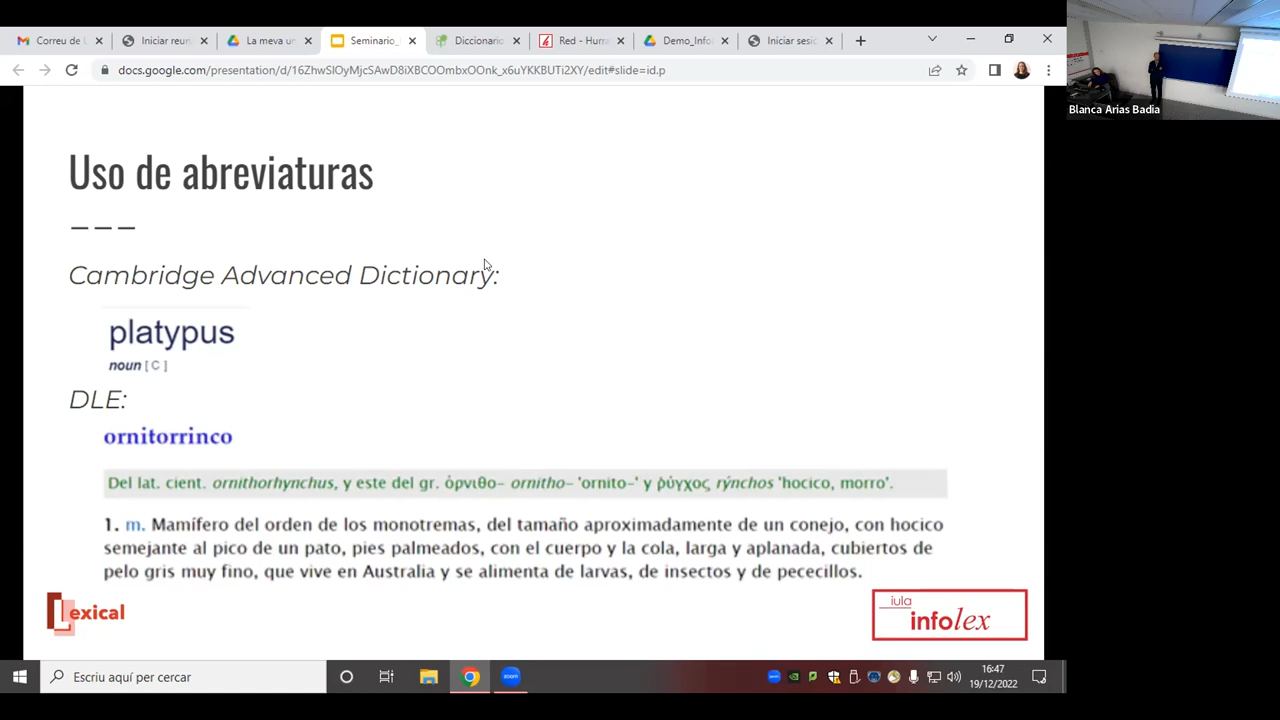 Correo de
Iniciar reun
La meva un
Seminario_
Diccionario
red - Hurra
Demo_Info
Iniciar sesic
docs.google.com/presentation/d/16ZhwSlOyMjcSAwD8iXBCOOmbxOOnk_x6uYKKBUTi2XY/edit#slide=id.p
Blanca Arias Badia
Uso de abreviaturas
Cambridge Advanced Dictionary:
platypus
noun [ C ]
DLE:
ornitorrinco
Del lat. cient. ornithorhynchus, y este del gr. ὀρνιθο- ornitho- 'ornito-' y ῥύγχος rýnchos 'hocico, morro'.
1. m. Mamífero del orden de los monotremas, del tamaño aproximadamente de un conejo, con hocico
semejante al pico de un pato, pies palmeados, con el cuerpo y la cola, larga y aplanada, cubiertos de
pelo gris muy fino, que vive en Australia y se alimenta de larvas, de insectos y de pececillos.
Lexical
iula
infolex
Escriu aquí per cercar
zoom
16:47
19/12/2022